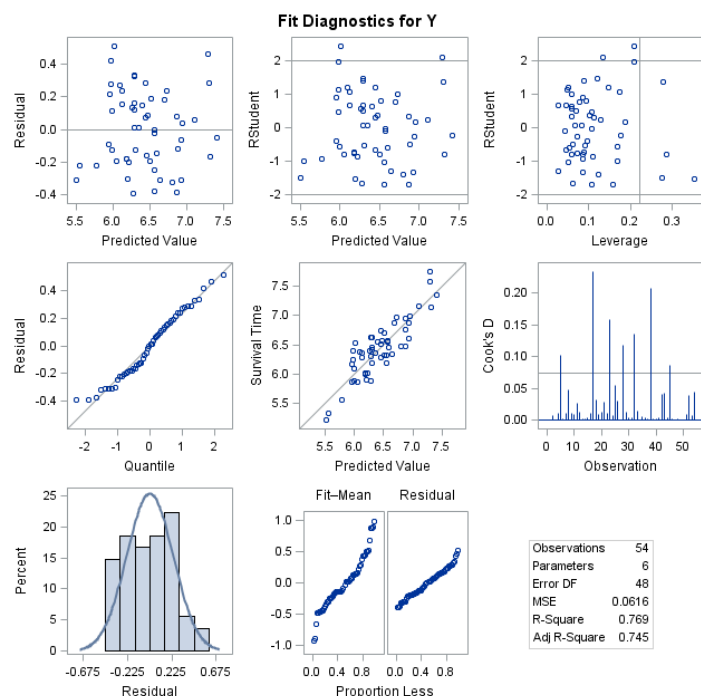 Fit Diagnostics for Y
Residual
0.4
0.2
0.0
-0.2
-0.4
5.5 6.0 6.5 7.0 7.5
Predicted Value
RStudent
2
1
0
-1
-2
5.5 6.0 6.5 7.0 7.5
Predicted Value
RStudent
2
1
0
-1
-2
0.0 0.1 0.2 0.3
Leverage
Residual
0.4
0.2
0.0
-0.2
-0.4
-2 -1 0 1 2
Quantile
Survival Time
7.5
7.0
6.5
6.0
5.5
5.5 6.0 6.5 7.0 7.5
Predicted Value
Cook's D
0.20
0.15
0.10
0.05
0.00
0 10 20 30 40 50
Observation
Percent
25
20
15
10
5
0
-0.675 -0.225 0.225 0.675
Residual
Fit–Mean Residual
1.0
0.5
0.0
-0.5
-1.0
0.0 0.4 0.8 0.0 0.4 0.8
Proportion Less
Observations 54
Parameters 6
Error DF 48
MSE 0.0616
R-Square 0.769
Adj R-Square 0.745